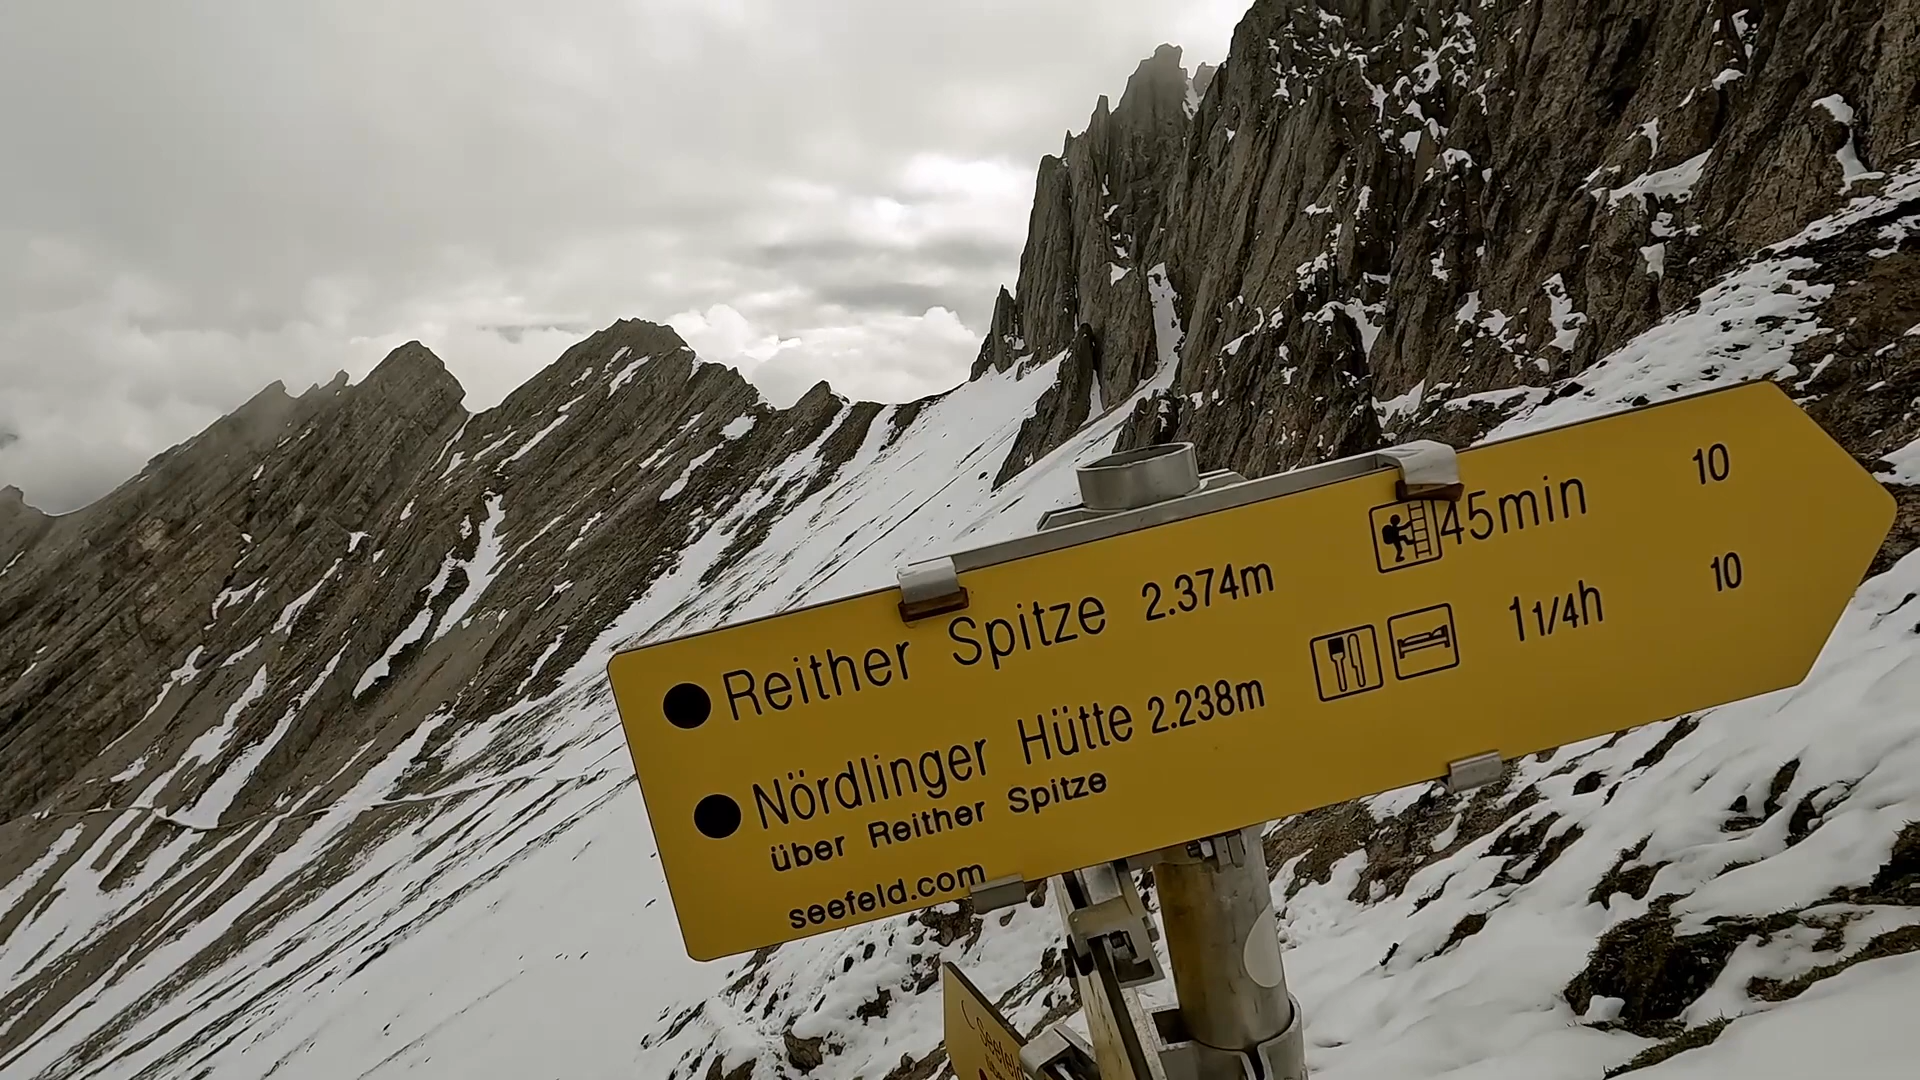 Reither Spitze 2.374m 45min 10
Nördlinger Hütte 2.238m 1 1/4h 10
über Reither Spitze
seefeld.com
Seefeld